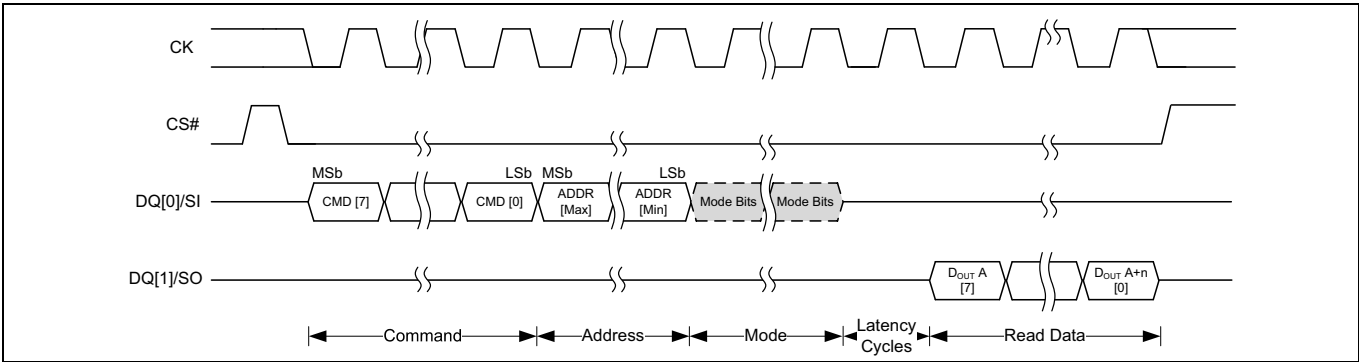 CK
CS#
MSb LSb MSb LSb
DQ[0]/SI CMD [7] CMD [0] ADDR [Max] ADDR [Min] Mode Bits Mode Bits
DQ[1]/SO DOUT A [7] DOUT A+n [0]
Command Address Mode Latency Cycles Read Data